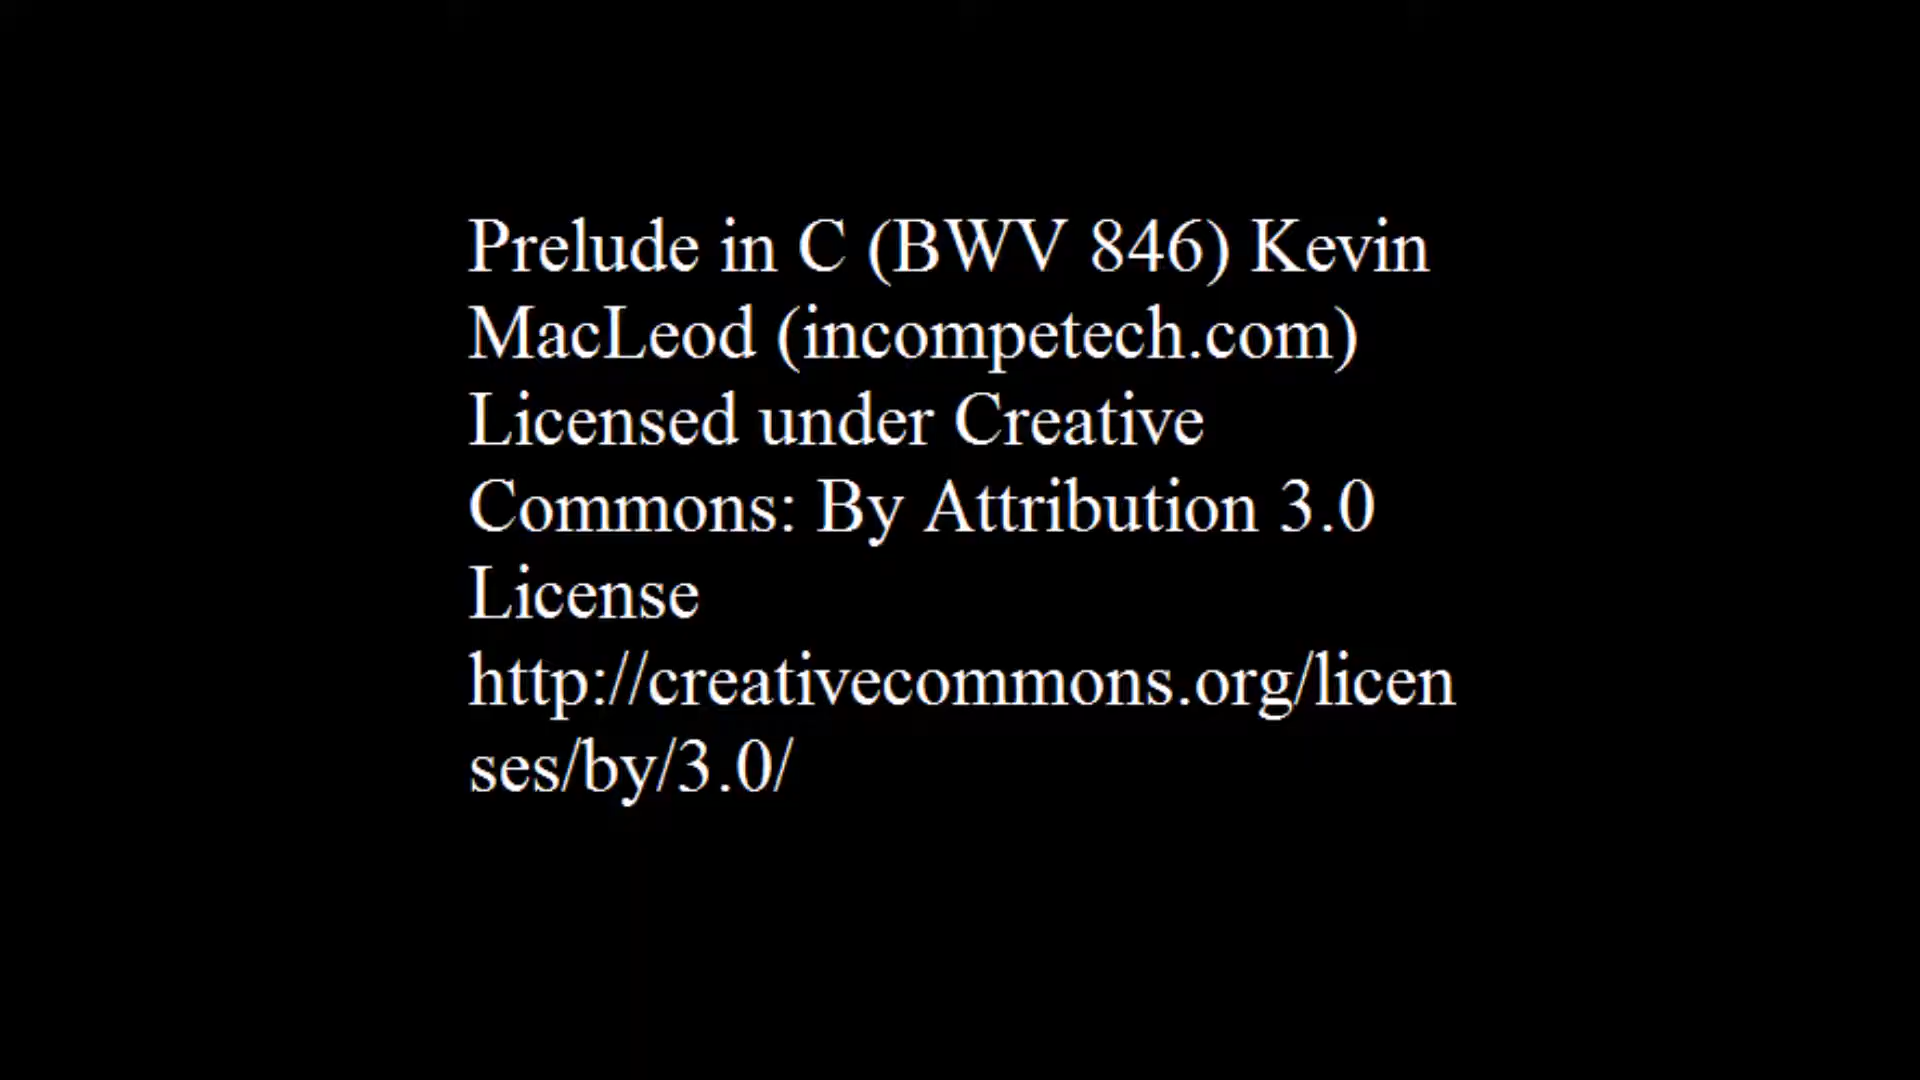 Prelude in C (BWV 846) Kevin
MacLeod (incompetech.com)
Licensed under Creative
Commons: By Attribution 3.0
License
http://creativecommons.org/licen
ses/by/3.0/